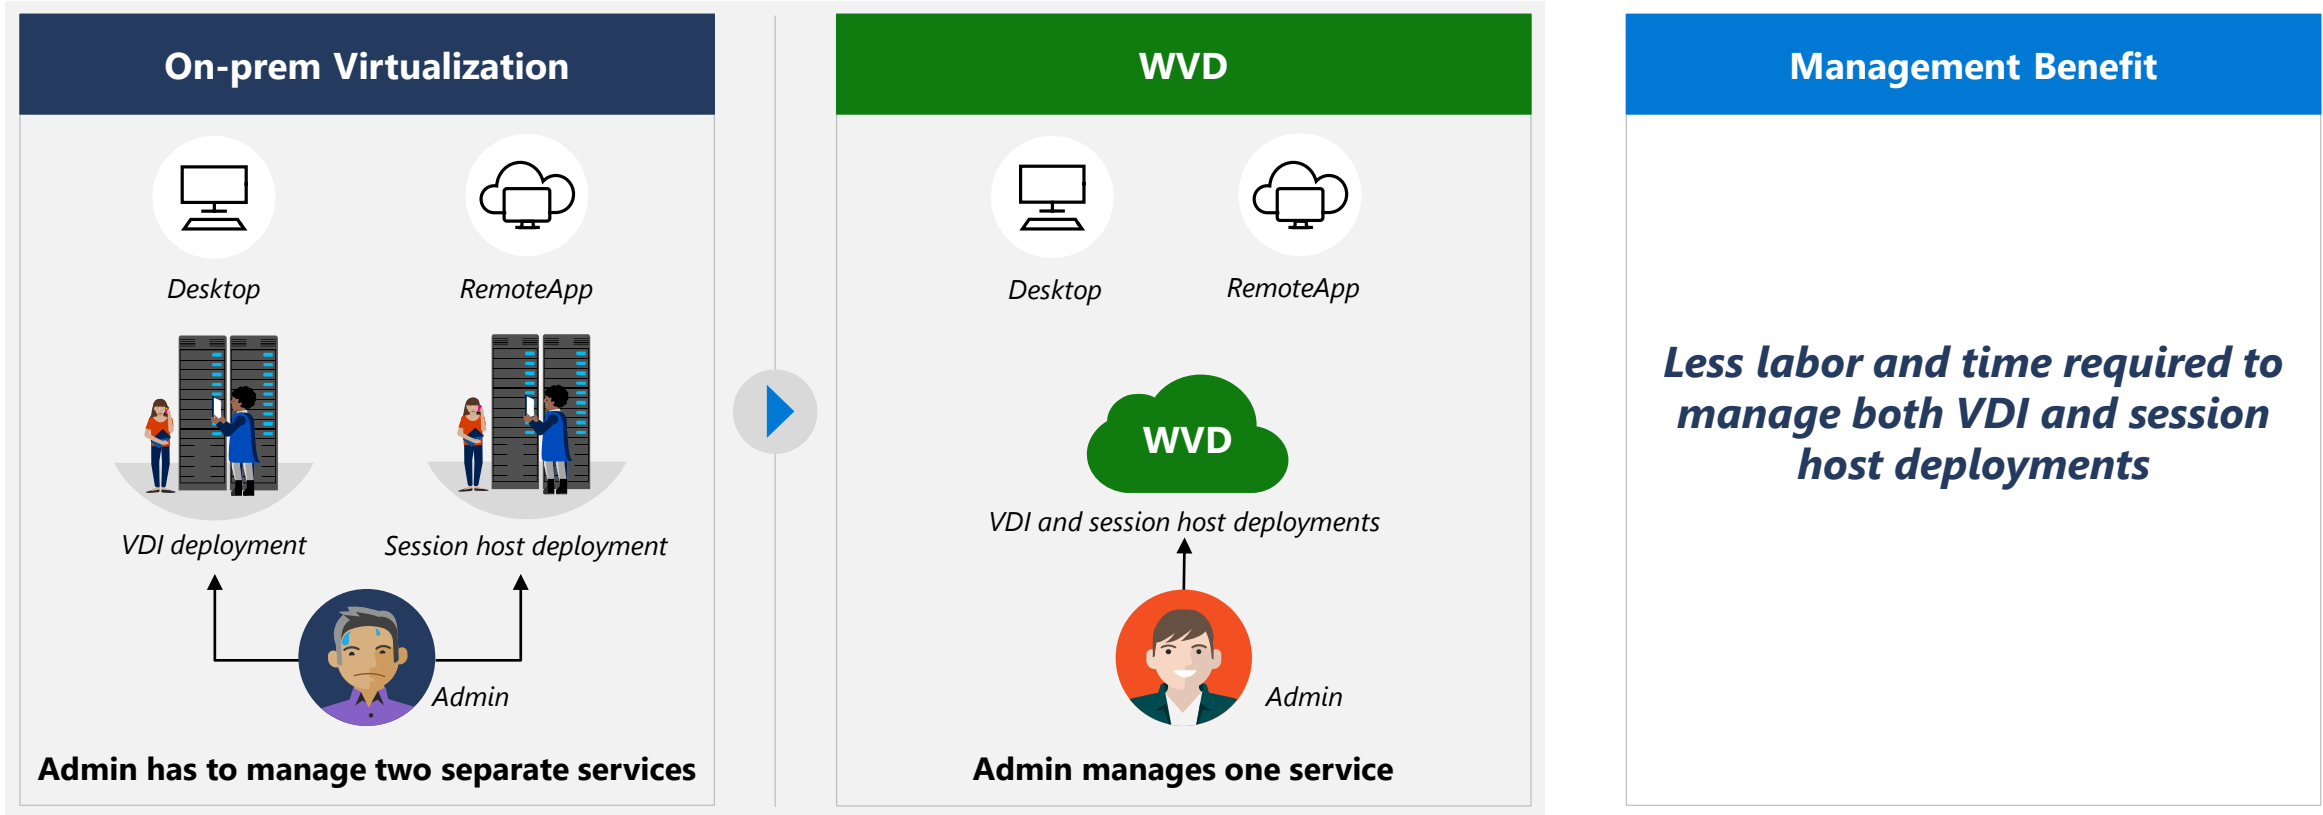 On-prem Virtualization
Desktop
RemoteApp
VDI deployment
Session host deployment
Admin
Admin has to manage two separate services
WVD
Desktop
RemoteApp
WVD
VDI and session host deployments
Admin
Admin manages one service
Management Benefit
Less labor and time required to
manage both VDI and session
host deployments